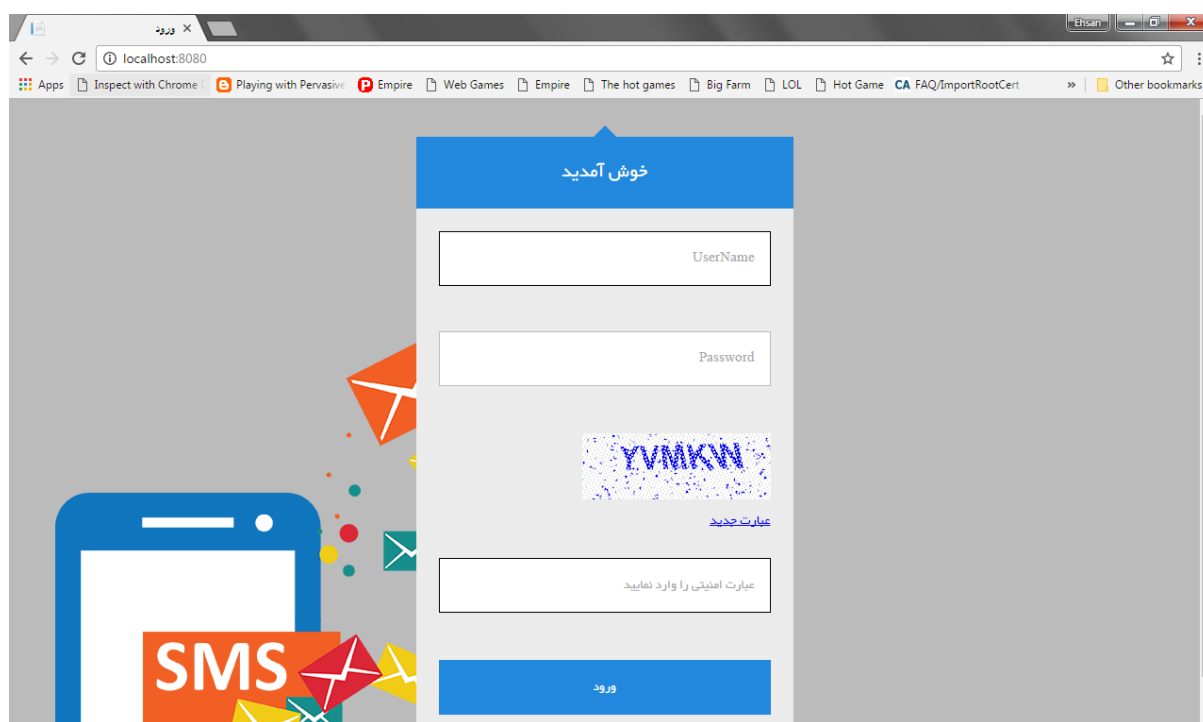 ورود
Ehsan
localhost:8080
Apps
Inspect with Chrome
Playing with Pervasive
Empire
Web Games
Empire
The hot games
Big Farm
LOL
Hot Game
CA FAQ/ImportRootCert
»
Other bookmarks
خوش آمدید
UserName
Password
YVMKW
عبارت جدید
عبارت امنیتی را وارد نمایید
ورود
SMS